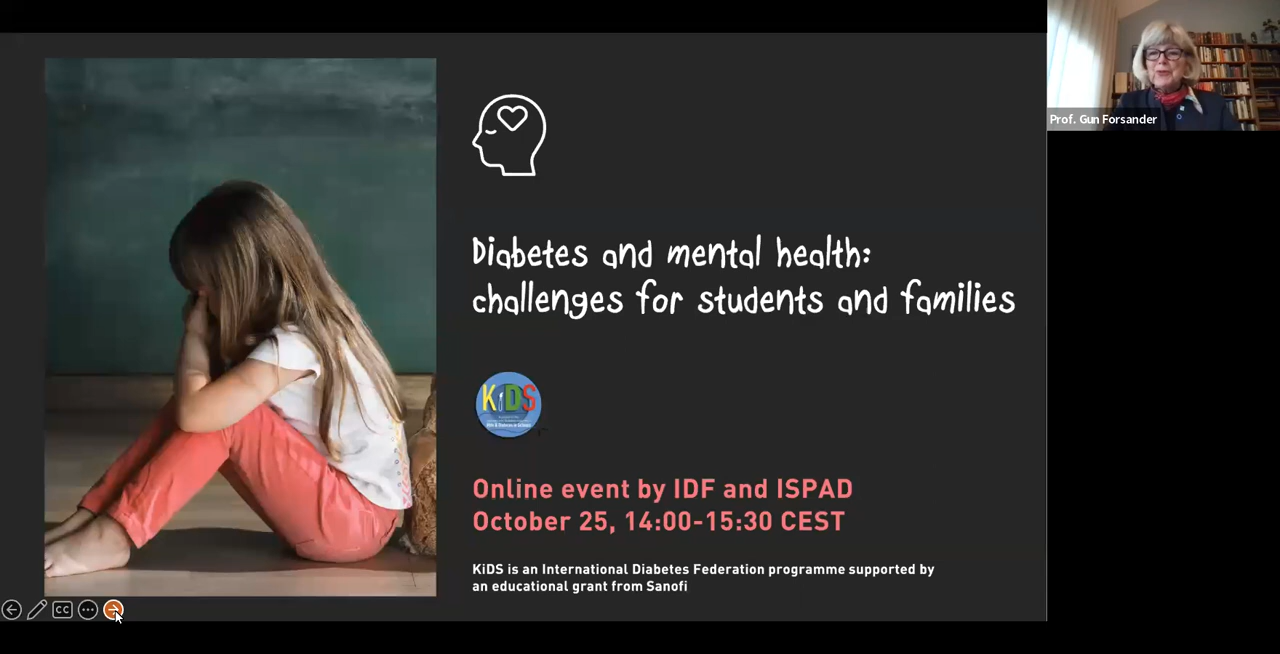 Diabetes and mental health:
challenges for students and families
KiDS
Online event by IDF and ISPAD
October 25, 14:00-15:30 CEST
KiDS is an International Diabetes Federation programme supported by
an educational grant from Sanofi
CC
Prof. Gun Forsander